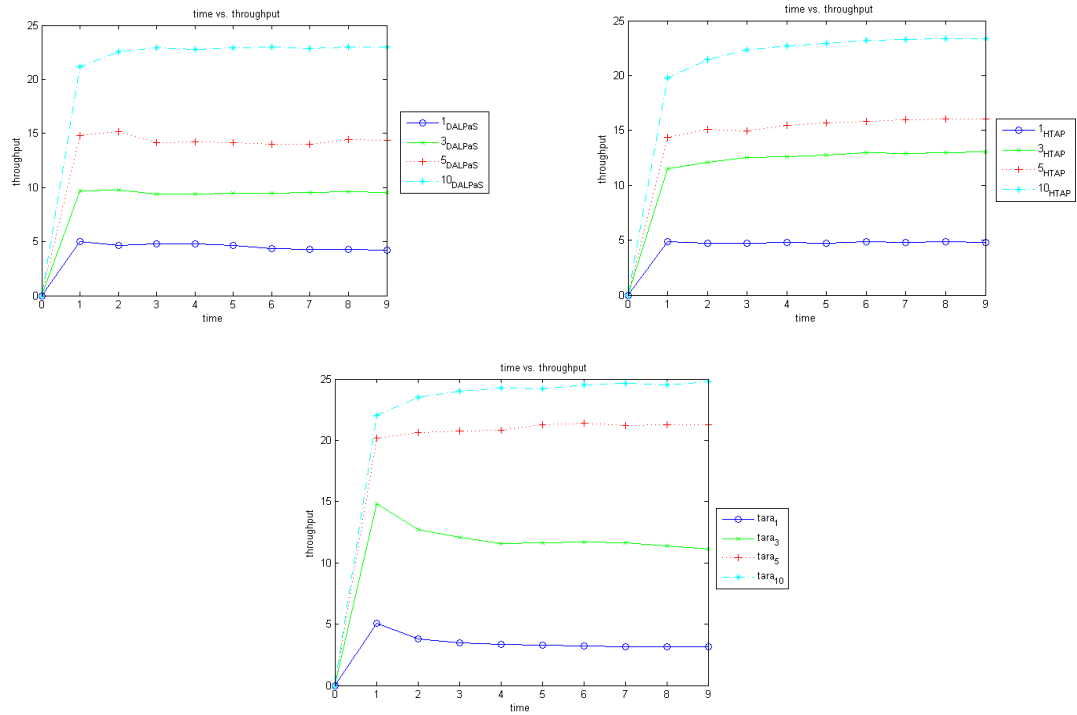 time vs. throughput
25
20
15
10
5
0
throughput
0 1 2 3 4 5 6 7 8 9
time
1DALPaS
3DALPaS
5DALPaS
10DALPaS
time vs. throughput
25
20
15
10
5
0
throughput
0 1 2 3 4 5 6 7 8 9
time
1HTAP
3HTAP
5HTAP
10HTAP
time vs. throughput
25
20
15
10
5
0
throughput
0 1 2 3 4 5 6 7 8 9
time
tara1
tara3
tara5
tara10